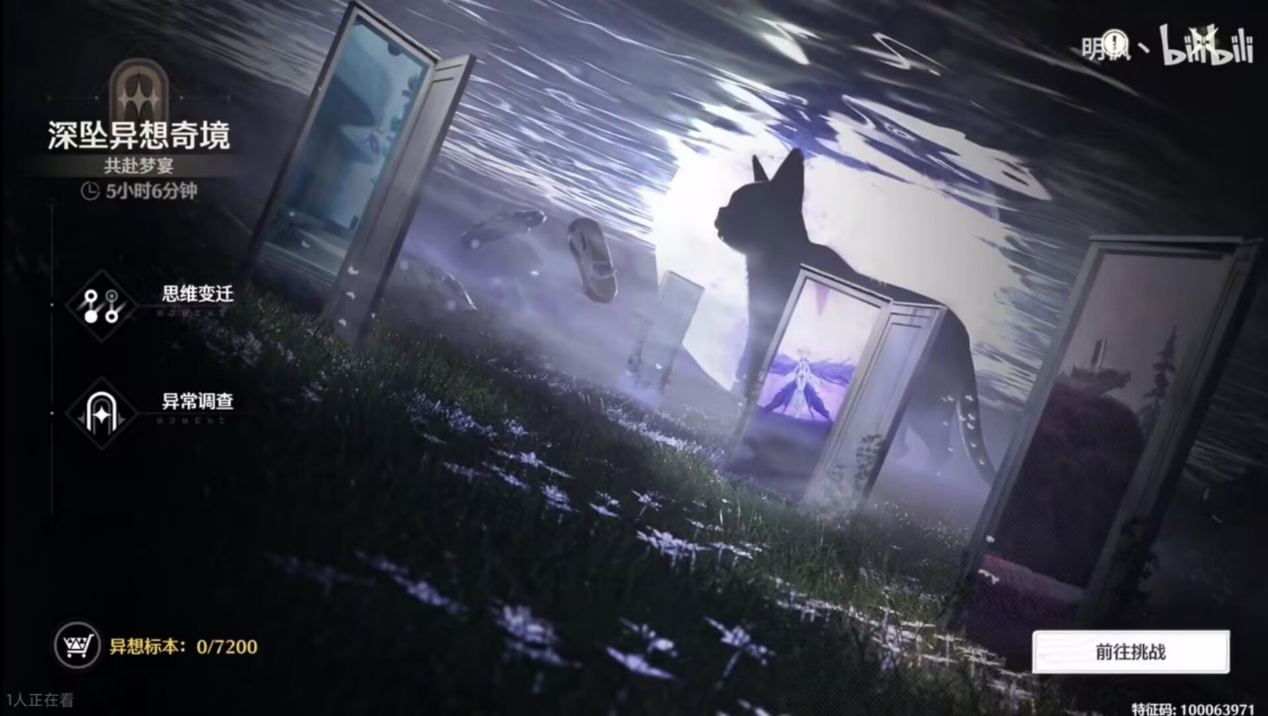 bilibili
深坠异想奇境
共赴梦宴
5小时6分钟
思维变迁
异常调查
异想标本：0/7200
前往挑战
1人正在看
特征码: 100063971